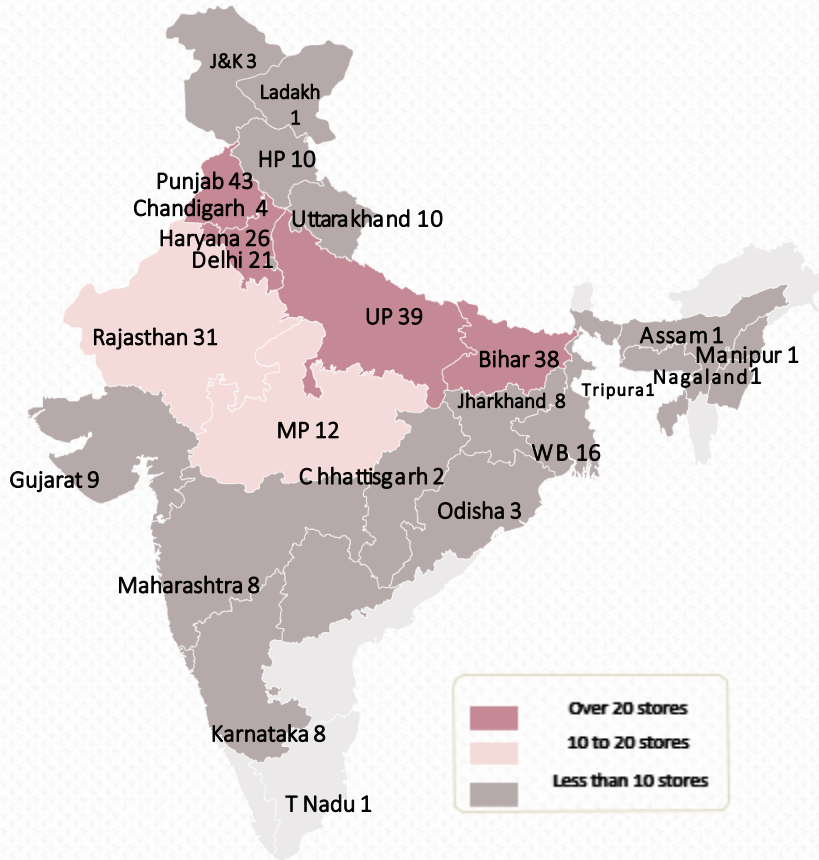 J&K 3
Ladakh
1
HP 10
Punjab 43
Chandigarh 4
Uttarakhand 10
Haryana 26
Delhi 21
UP 39
Rajasthan 31
Assam 1
Manipur 1
Bihar 38
Nagaland 1
Tripura1
Jharkhand 8
MP 12
WB 16
Gujarat 9
Chhattisgarh 2
Odisha 3
Maharashtra 8
Over 20 stores
Karnataka 8
10 to 20 stores
Less than 10 stores
T Nadu 1